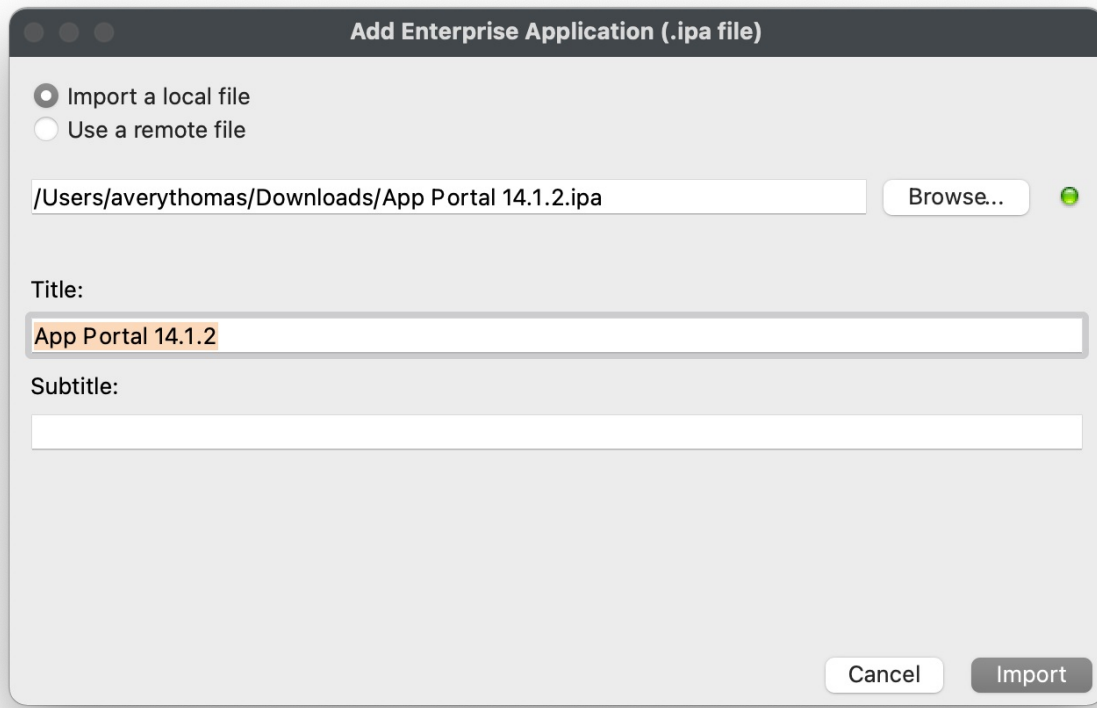 Add Enterprise Application (.ipa file)
Import a local file
Use a remote file
/Users/averythomas/Downloads/App Portal 14.1.2.ipa Browse...
Title:
App Portal 14.1.2
Subtitle:
Cancel Import